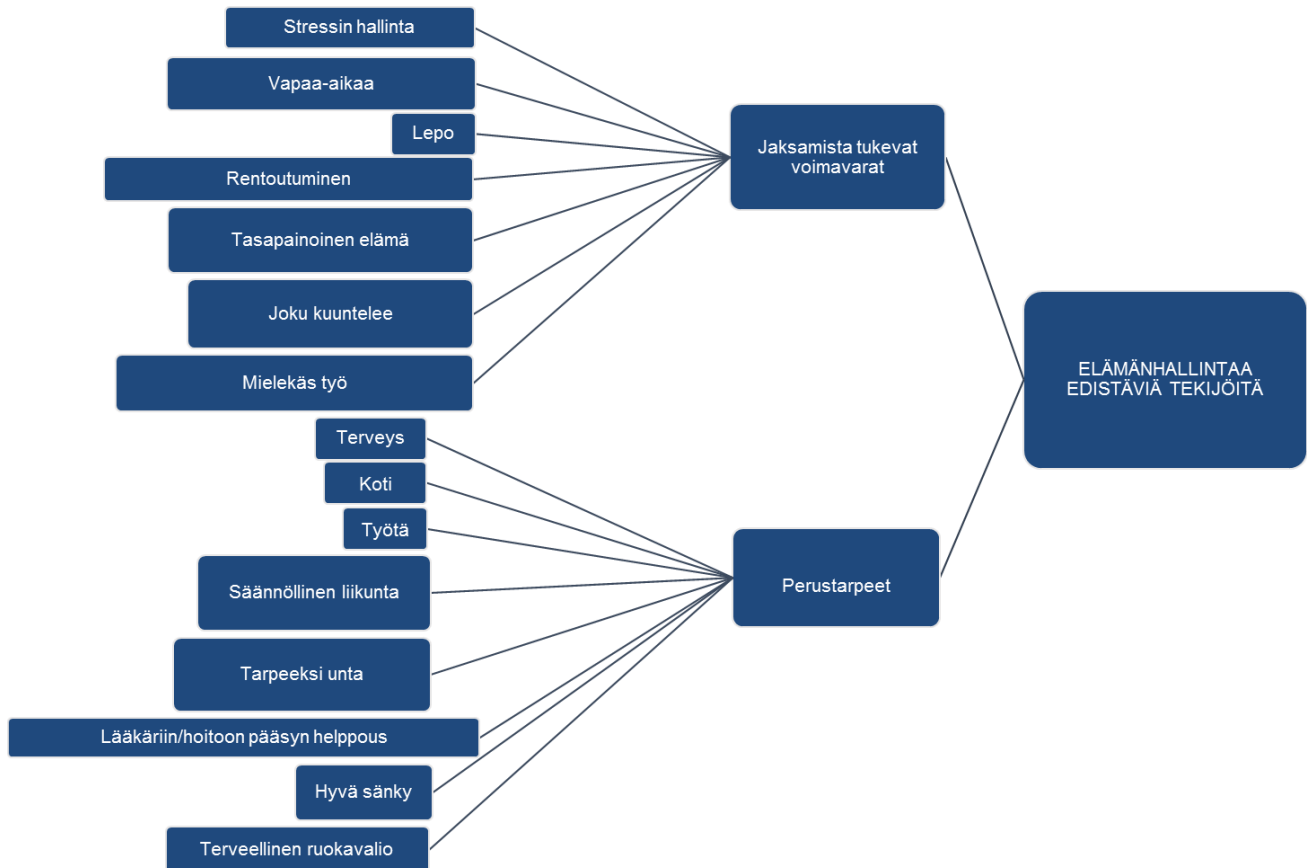 Stressin hallinta
Vapaa-aikaa
Lepo
Rentoutuminen
Tasapainoinen elämä
Joku kuuntelee
Mielekäs työ
Terveys
Koti
Työtä
Säännöllinen liikunta
Tarpeeksi unta
Lääkäriin/hoitoon pääsyn helppous
Hyvä sänky
Terveellinen ruokavalio
Jaksamista tukevat
voimavarat
Perustarpeet
ELÄMÄNHALLINTAA
EDISTÄVIÄ TEKIJÖITÄ